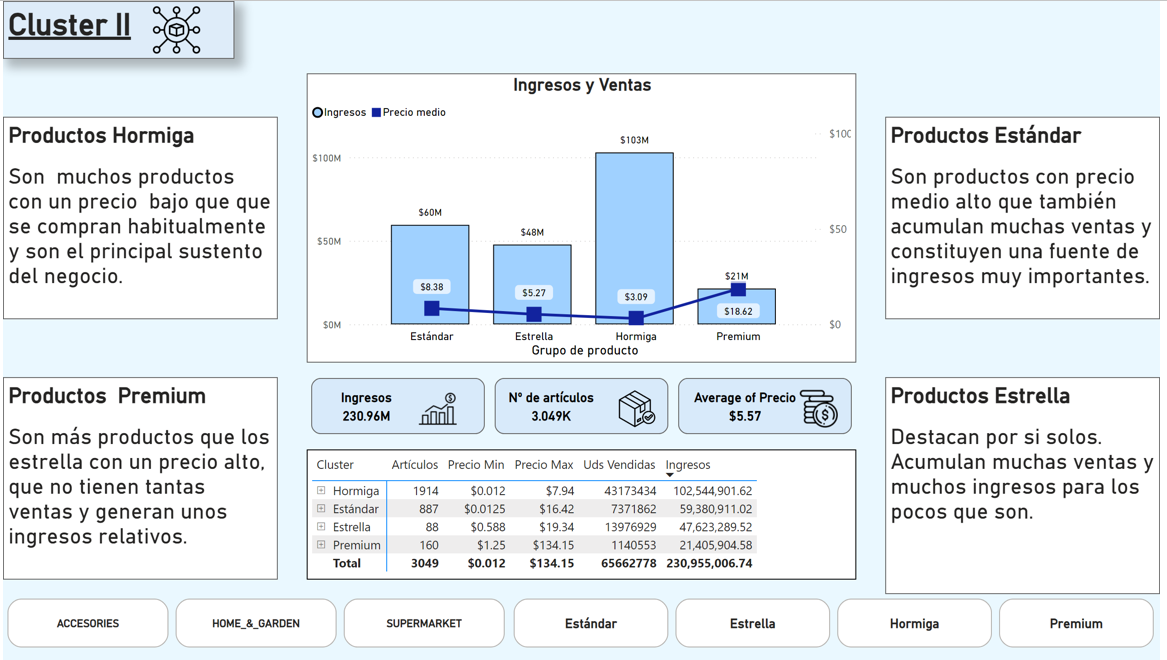 Cluster II
Productos Hormiga
Son muchos productos
con un precio bajo que que
se compran habitualmente
y son el principal sustento
del negocio.
Productos Premium
Son más productos que los
estrella con un precio alto,
que no tienen tantas
ventas y generan unos
ingresos relativos.
Ingresos y Ventas
Ingresos Precio medio
$100M
$50M
$0M
$100
$50
$0
$60M
$48M
$103M
$21M
$8.38
$5.27
$3.09
$18.62
Estándar Estrella Hormiga Premium
Grupo de producto
Ingresos
230.96M
Nº de artículos
3.049K
Average of Precio
$5.57
Cluster Artículos Precio Min Precio Max Uds Vendidas Ingresos
Hormiga 1914 $0.012 $7.94 43173434 102,544,901.62
Estándar 887 $0.0125 $16.42 7371862 59,380,911.02
Estrella 88 $0.588 $19.34 13976929 47,623,289.52
Premium 160 $1.25 $134.15 1140553 21,405,904.58
Total 3049 $0.012 $134.15 65662778 230,955,006.74
Productos Estándar
Son productos con precio
medio alto que también
acumulan muchas ventas y
constituyen una fuente de
ingresos muy importantes.
Productos Estrella
Destacan por si solos.
Acumulan muchas ventas y
muchos ingresos para los
pocos que son.
ACCESORIES HOME_&_GARDEN SUPERMARKET Estándar Estrella Hormiga Premium